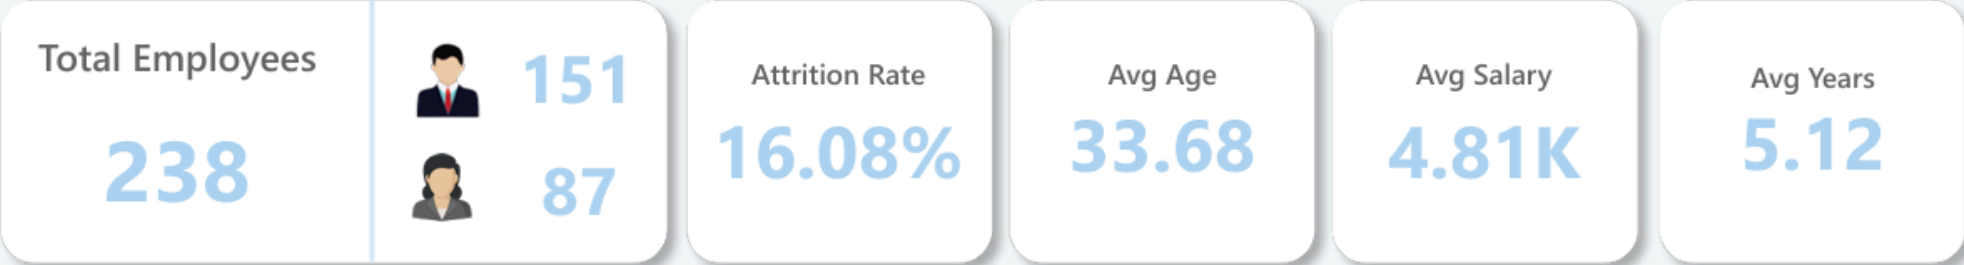 Total Employees
238
151
87
Attrition Rate
16.08%
Avg Age
33.68
Avg Salary
4.81K
Avg Years
5.12